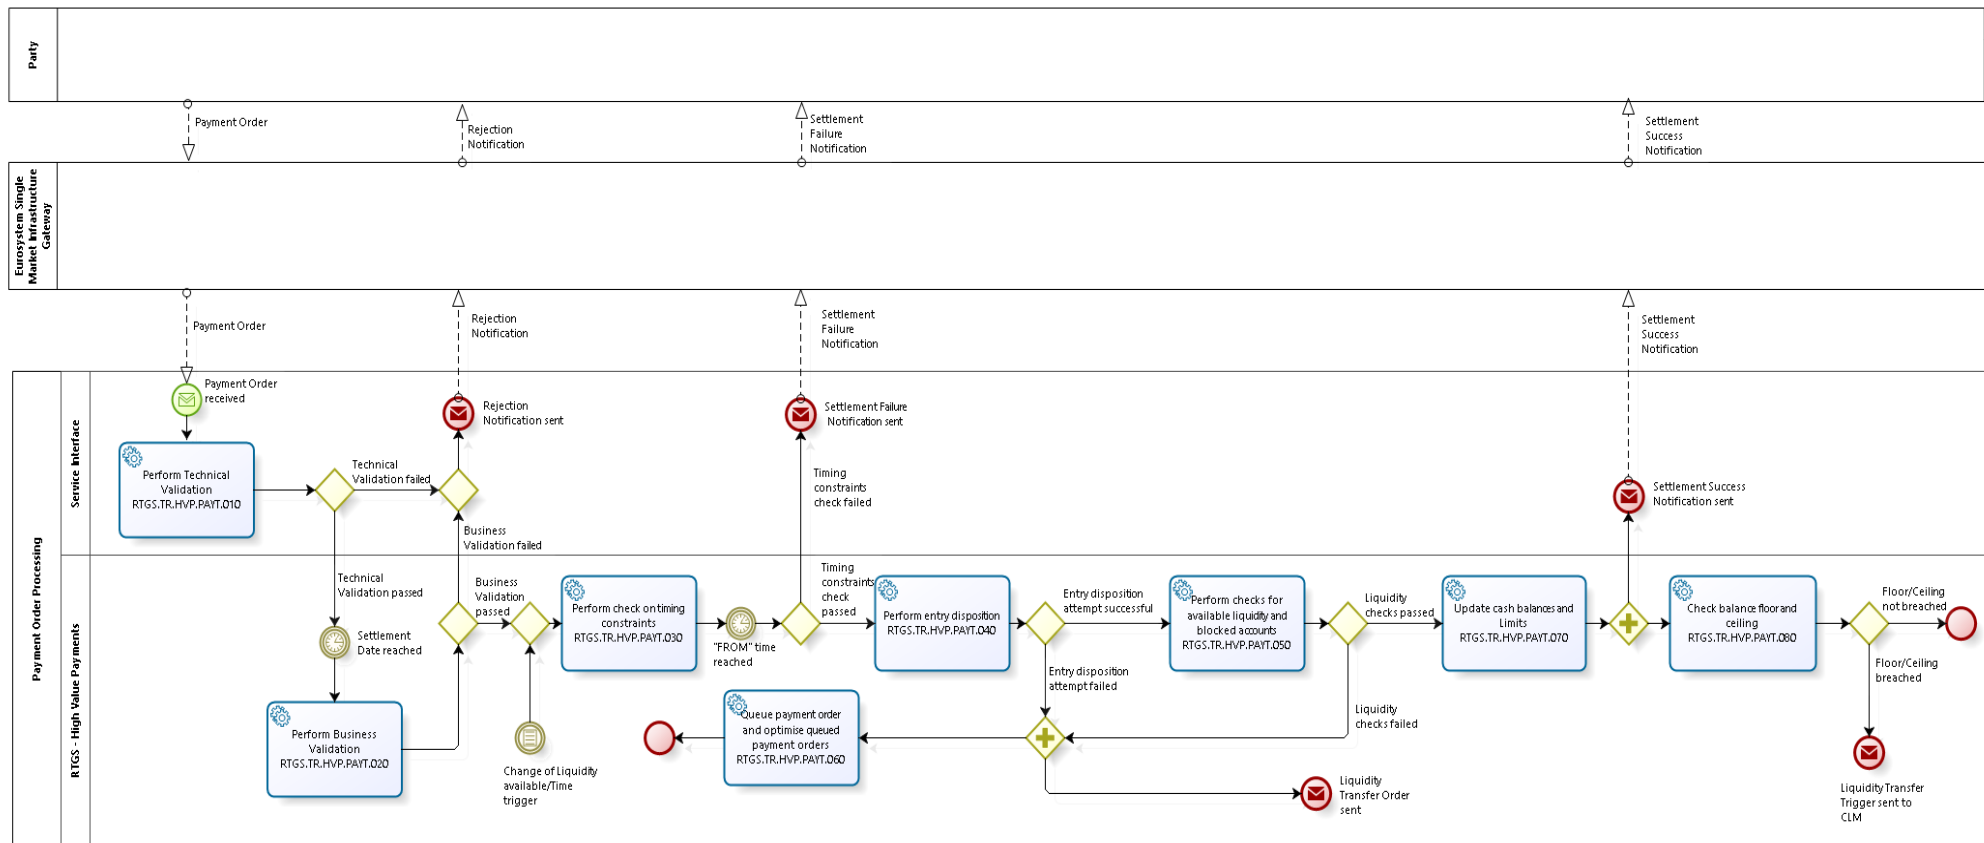 Party
Payment Order
Rejection
Notification
Settlement
Failure
Notification
Settlement
Success
Notification
Eurosystem Single
Market Infrastructure
Gateway
Payment Order
Rejection
Notification
Settlement
Failure
Notification
Settlement
Success
Notification
Payment Order Processing
Service Interface
Payment Order
received
Rejection
Notification sent
Settlement Failure
Notification sent
Perform Technical
Validation
RTGS.TR.HVP.PAYT.010
Technical
Validation failed
Timing
constraints
check failed
Settlement Success
Notification sent
Business
Validation failed
RTGS - High Value Payments
Technical
Validation passed
Settlement
Date reached
Perform Business
Validation
RTGS.TR.HVP.PAYT.020
Business
Validation
passed
Perform check on timing
constraints
RTGS.TR.HVP.PAYT.030
"FROM" time
reached
Timing
constraints
check
passed
Perform entry disposition
RTGS.TR.HVP.PAYT.040
Entry disposition
attempt successful
Perform checks for
available liquidity and
blocked accounts
RTGS.TR.HVP.PAYT.050
Liquidity
checks passed
Update cash balances and
Limits
RTGS.TR.HVP.PAYT.070
Check balance floor and
ceiling
RTGS.TR.HVP.PAYT.080
Floor/Ceiling
not breached
Floor/Ceiling
breached
Entry disposition
attempt failed
Liquidity
checks failed
Queue payment order
and optimise queued
payment orders
RTGS.TR.HVP.PAYT.060
Change of Liquidity
available/Time
trigger
Liquidity
Transfer Order
sent
Liquidity Transfer
Trigger sent to
CLM